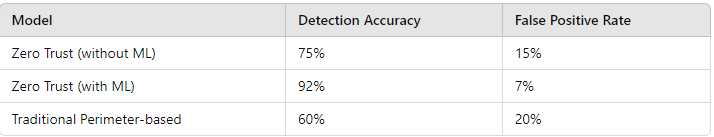 Model Detection Accuracy False Positive Rate
Zero Trust (without ML) 75% 15%
Zero Trust (with ML) 92% 7%
Traditional Perimeter-based 60% 20%